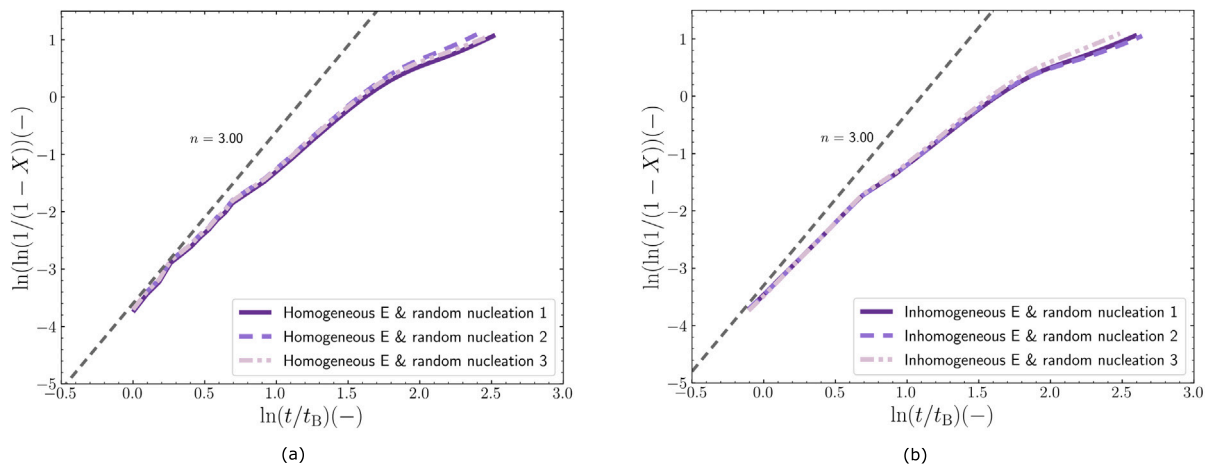 1
0
−1
−2
−3
−4
−5
ln(ln(1/(1 − X))(−)
n = 3.00
Homogeneous E & random nucleation 1
Homogeneous E & random nucleation 2
Homogeneous E & random nucleation 3
−0.5 0.0 0.5 1.0 1.5 2.0 2.5 3.0
ln(t/t_B)(−)
(a)
1
0
−1
−2
−3
−4
−5
ln(ln(1/(1 − X))(−)
n = 3.00
Inhomogeneous E & random nucleation 1
Inhomogeneous E & random nucleation 2
Inhomogeneous E & random nucleation 3
−0.5 0.0 0.5 1.0 1.5 2.0 2.5 3.0
ln(t/t_B)(−)
(b)